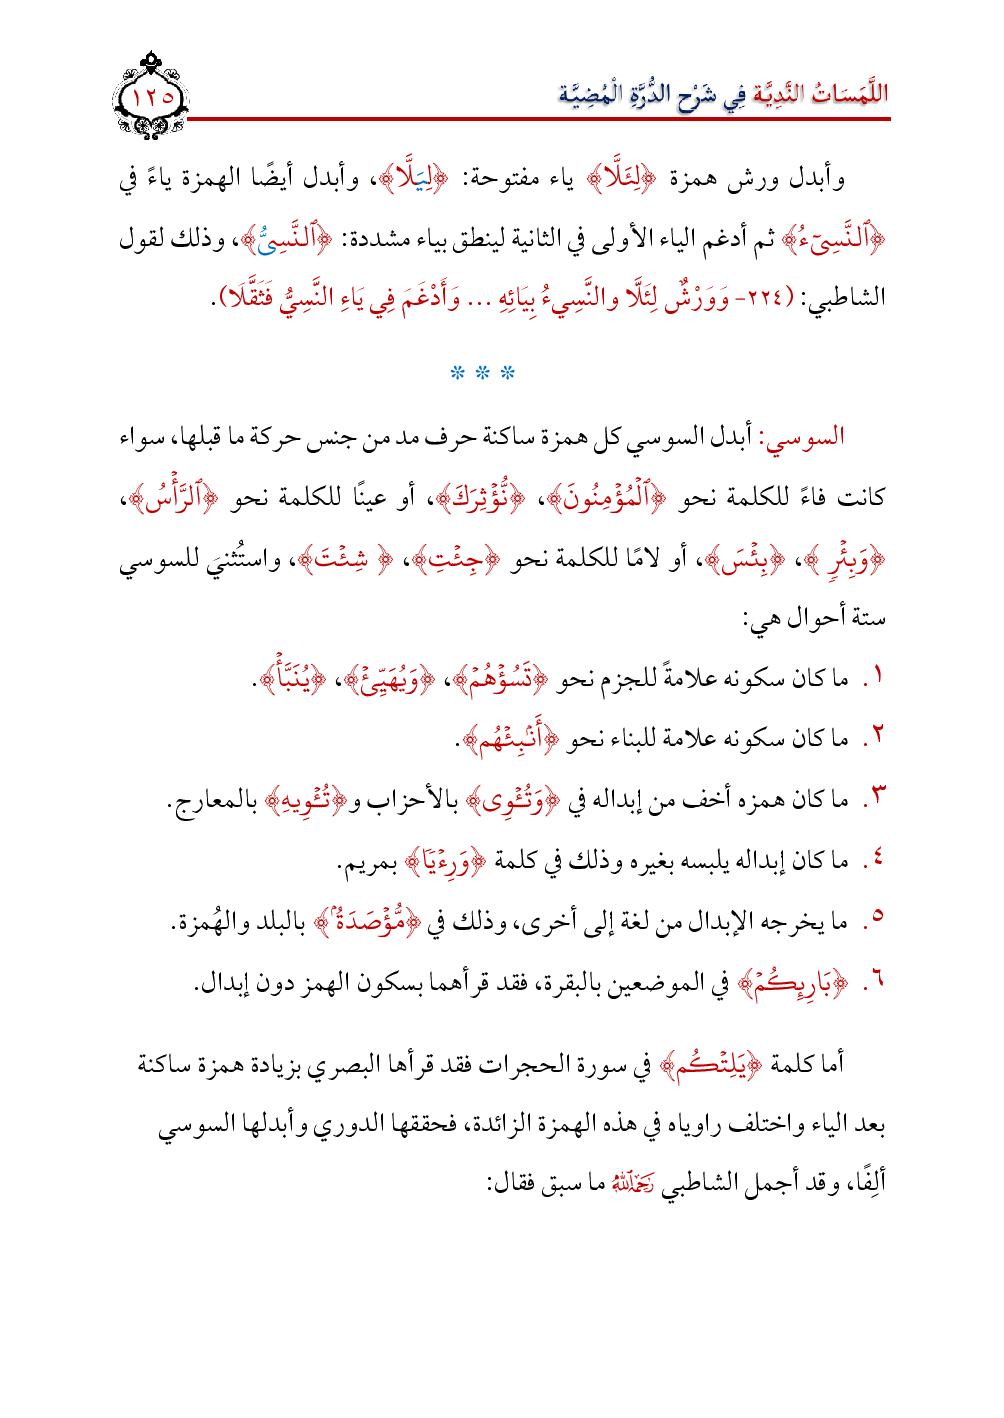 اللَّمَسَاتُ النَّدِيَّة فِي شَرْح الدُّرَّةِ الْمُضِيَّة
١٢٥
وأبدل ورش همزة ﴿لِئَلَّا﴾ ياء مفتوحة: ﴿لِيَلَّا﴾، وأبدل أيضًا الهمزة ياءً في
﴿ٱلنَّسِيٓءُ﴾ ثم أدغم الياء الأولى في الثانية لينطق بياء مشددة: ﴿ٱلنَّسِيُّ﴾، وذلك لقول
الشاطبي: (٢٢٤- وَوَرْشٌ لِئَلَّا والنَّسِيءُ بِيَائِهِ ... وَأَدْغَمَ فِي يَاءِ النَّسِيُّ فَثَقَّلَا).
* * *
السوسي: أبدل السوسي كل همزة ساكنة حرف مد من جنس حركة ما قبلها، سواء
كانت فاءً للكلمة نحو ﴿ٱلْمُؤْمِنُونَ﴾، ﴿نُّؤْثِرَكَ﴾، أو عينًا للكلمة نحو ﴿ٱلرَّأْسُ﴾،
﴿وَبِئْرٖ ﴾، ﴿بِئْسَ﴾، أو لامًا للكلمة نحو ﴿جِئْتِ﴾، ﴿ شِئْتَ﴾، واستُثنيَ للسوسي
ستة أحوال هي:
١. ما كان سكونه علامةً للجزم نحو ﴿تَسُؤْهُمْ﴾، ﴿وَيُهَيِّئْ﴾، ﴿يُنَبَّأْ﴾.
٢. ما كان سكونه علامة للبناء نحو ﴿أَنۢبِئْهُم﴾.
٣. ما كان همزه أخف من إبداله في ﴿وَتُـْٔوِي﴾ بالأحزاب و﴿تُـْٔوِيهِ﴾ بالمعارج.
٤. ما كان إبداله يلبسه بغيره وذلك في كلمة ﴿وَرِءْيٗا﴾ بمريم.
٥. ما يخرجه الإبدال من لغة إلى أخرى، وذلك في ﴿مُّؤْصَدَةُۢ﴾ بالبلد والهُمزة.
٦. ﴿بَارِئِكُمْ﴾ في الموضعين بالبقرة، فقد قرأهما بسكون الهمز دون إبدال.
أما كلمة ﴿يَلِتْكُم﴾ في سورة الحجرات فقد قرأها البصري بزيادة همزة ساكنة
بعد الياء واختلف راوياه في هذه الهمزة الزائدة، فحققها الدوري وأبدلها السوسي
ألِفًا، وقد أجمل الشاطبي رَحِمَهُ ٱللَّهُ ما سبق فقال: